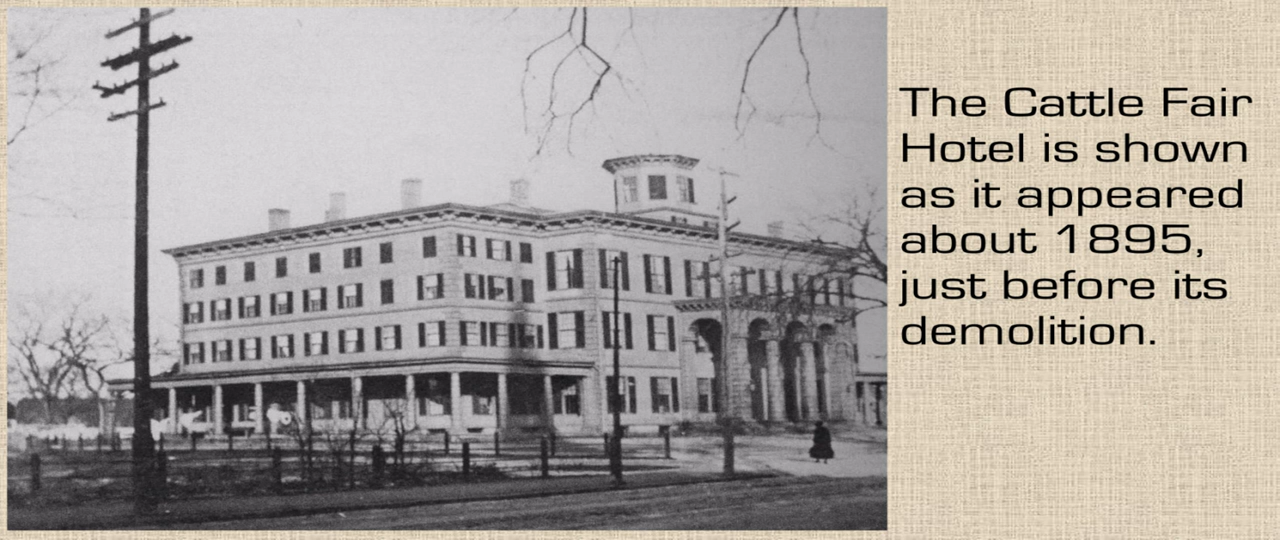 The Cattle Fair
Hotel is shown
as it appeared
about 1895,
just before its
demolition.